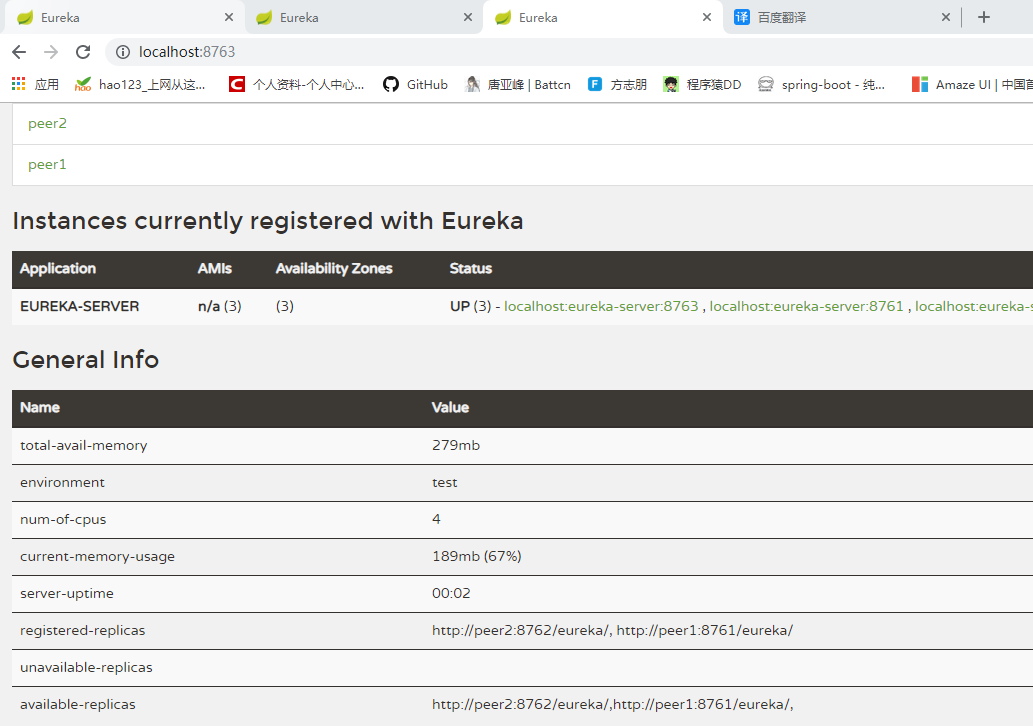 Eureka Eureka Eureka 译 百度翻译
localhost:8763
应用 hao123_上网从这... 个人资料-个人中心... GitHub 唐亚峰 | Battcn 方志朋 程序猿DD spring-boot - 纯... Amaze UI | 中国首
peer2
peer1
Instances currently registered with Eureka
Application AMIs Availability Zones Status
EUREKA-SERVER n/a (3) (3) UP (3) - localhost:eureka-server:8763 , localhost:eureka-server:8761 , localhost:eureka-s
General Info
Name Value
total-avail-memory 279mb
environment test
num-of-cpus 4
current-memory-usage 189mb (67%)
server-uptime 00:02
registered-replicas http://peer2:8762/eureka/, http://peer1:8761/eureka/
unavailable-replicas
available-replicas http://peer2:8762/eureka/,http://peer1:8761/eureka/,